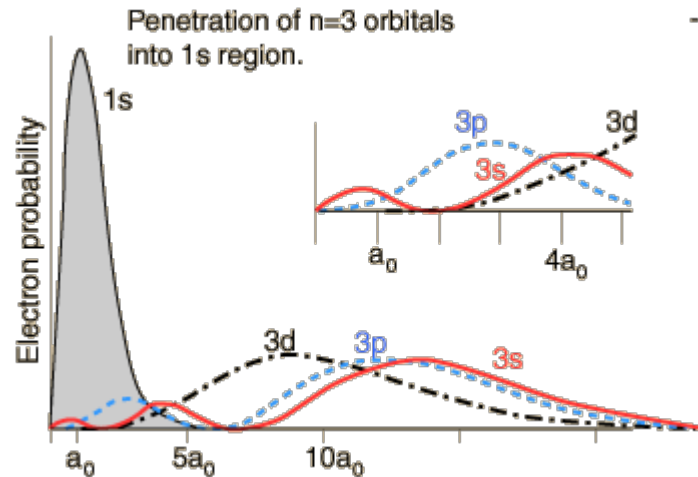 Penetration of n=3 orbitals
into 1s region.
1s
Electron probability
3p
3d
3s
a₀
4a₀
3d
3p
3s
a₀
5a₀
10a₀